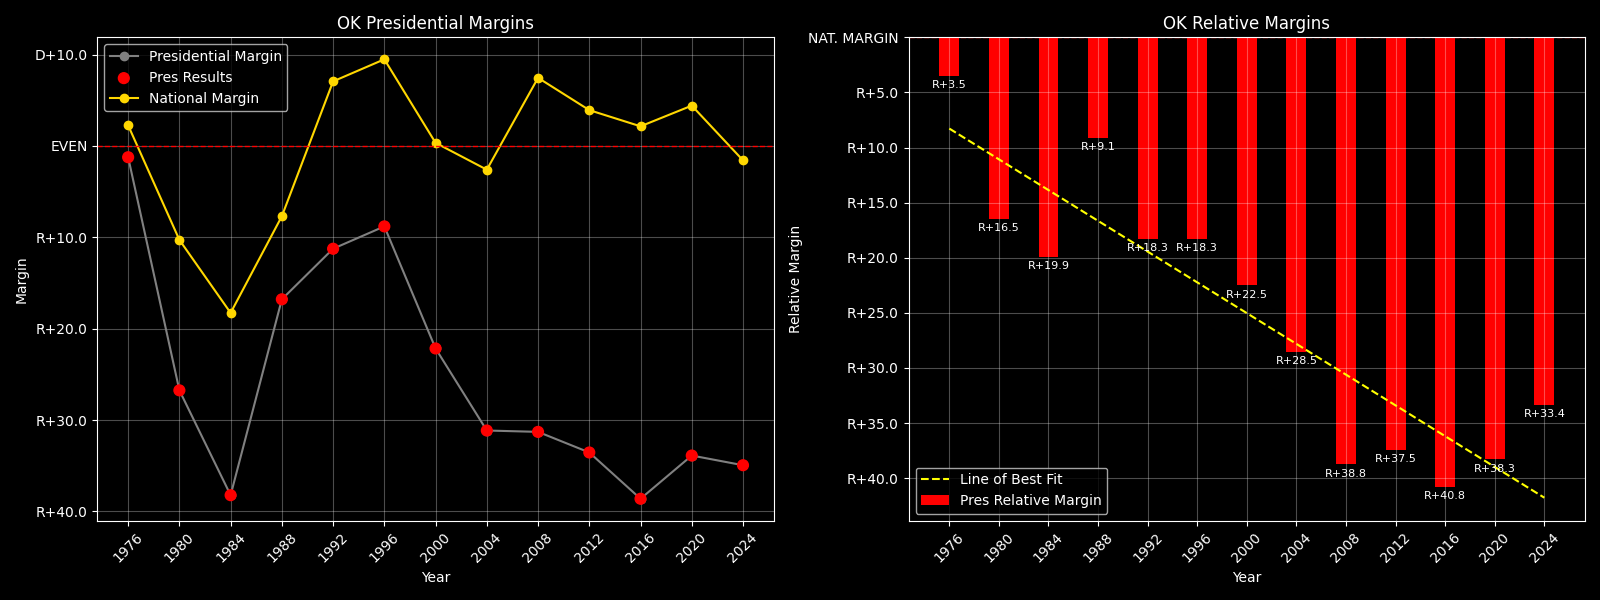 OK Presidential Margins
D+10.0
EVEN
R+10.0
R+20.0
R+30.0
R+40.0
Margin
Presidential Margin
Pres Results
National Margin
1976
1980
1984
1988
1992
1996
2000
2004
2008
2012
2016
2020
2024
Year
OK Relative Margins
NAT. MARGIN
R+5.0
R+10.0
R+15.0
R+20.0
R+25.0
R+30.0
R+35.0
R+40.0
Relative Margin
R+3.5
R+16.5
R+19.9
R+9.1
R+18.3
R+18.3
R+22.5
R+28.5
R+38.8
R+37.5
R+40.8
R+38.3
R+33.4
Line of Best Fit
Pres Relative Margin
1976
1980
1984
1988
1992
1996
2000
2004
2008
2012
2016
2020
2024
Year